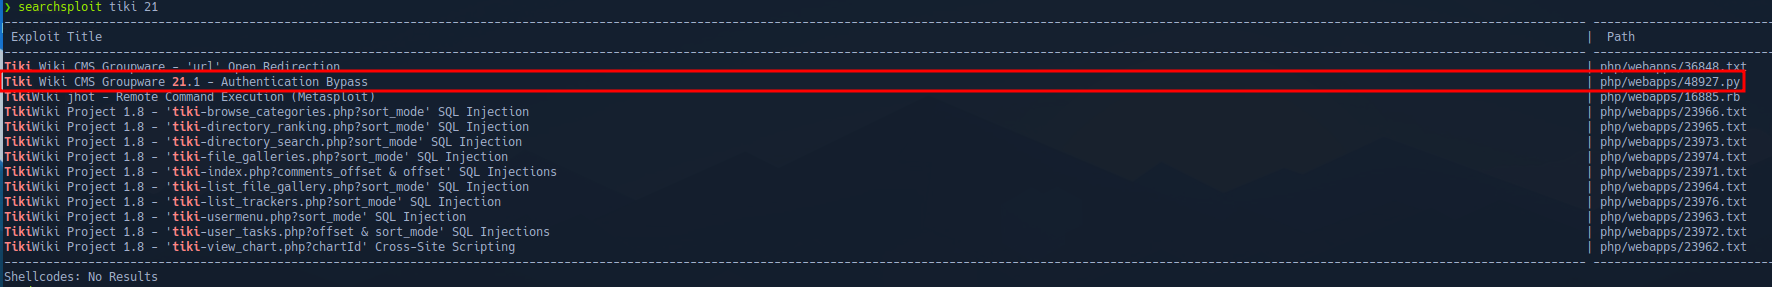 ❯ searchsploit tiki 21
Exploit Title | Path
Tiki Wiki CMS Groupware - 'url' Open Redirection | php/webapps/36848.txt
Tiki Wiki CMS Groupware 21.1 - Authentication Bypass | php/webapps/48927.py
TikiWiki jhot - Remote Command Execution (Metasploit) | php/webapps/16885.rb
TikiWiki Project 1.8 - 'tiki-browse_categories.php?sort_mode' SQL Injection | php/webapps/23966.txt
TikiWiki Project 1.8 - 'tiki-directory_ranking.php?sort_mode' SQL Injection | php/webapps/23965.txt
TikiWiki Project 1.8 - 'tiki-directory_search.php?sort_mode' SQL Injection | php/webapps/23973.txt
TikiWiki Project 1.8 - 'tiki-file_galleries.php?sort_mode' SQL Injection | php/webapps/23974.txt
TikiWiki Project 1.8 - 'tiki-index.php?comments_offset & offset' SQL Injections | php/webapps/23971.txt
TikiWiki Project 1.8 - 'tiki-list_file_gallery.php?sort_mode' SQL Injection | php/webapps/23964.txt
TikiWiki Project 1.8 - 'tiki-list_trackers.php?sort_mode' SQL Injection | php/webapps/23976.txt
TikiWiki Project 1.8 - 'tiki-usermenu.php?sort_mode' SQL Injection | php/webapps/23963.txt
TikiWiki Project 1.8 - 'tiki-user_tasks.php?offset & sort_mode' SQL Injections | php/webapps/23972.txt
TikiWiki Project 1.8 - 'tiki-view_chart.php?chartId' Cross-Site Scripting | php/webapps/23962.txt
Shellcodes: No Results